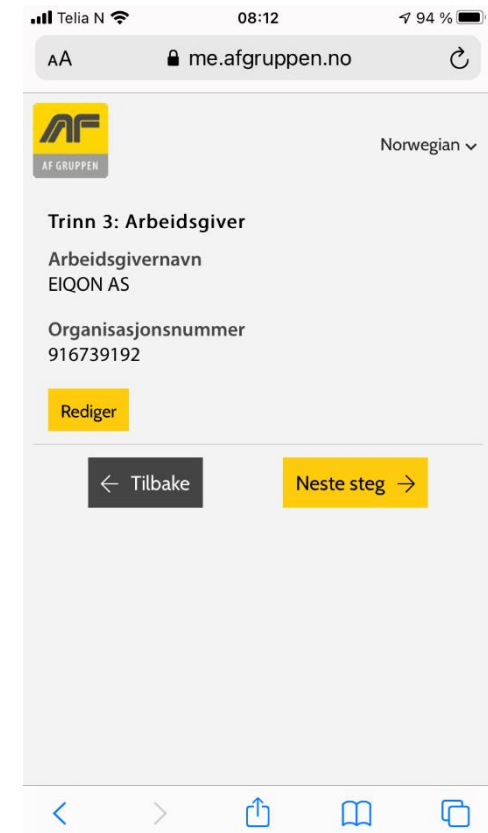 Telia N 08:12 94 %
AA me.afgruppen.no
AF
AF GRUPPEN
Norwegian
Trinn 3: Arbeidsgiver
Arbeidsgivernavn
EIQON AS
Organisasjonsnummer
916739192
Rediger
← Tilbake Neste steg →